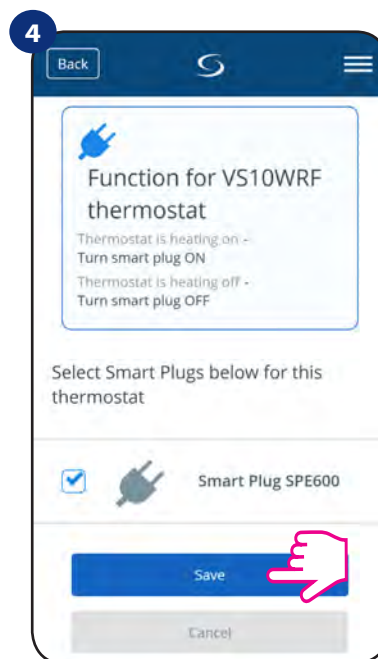 4
Back
Function for VS10WRF
thermostat
Thermostat is heating on -
Turn smart plug ON
Thermostat is heating off -
Turn smart plug OFF
Select Smart Plugs below for this
thermostat
Smart Plug SPE600
Save
Cancel